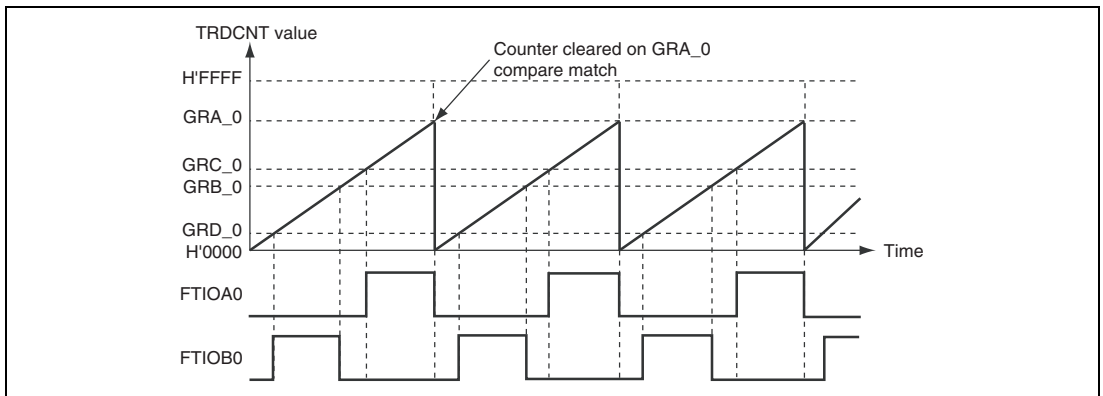 TRDCNT value
Counter cleared on GRA_0
compare match
H'FFFF
GRA_0
GRC_0
GRB_0
GRD_0
H'0000
Time
FTIOA0
FTIOB0